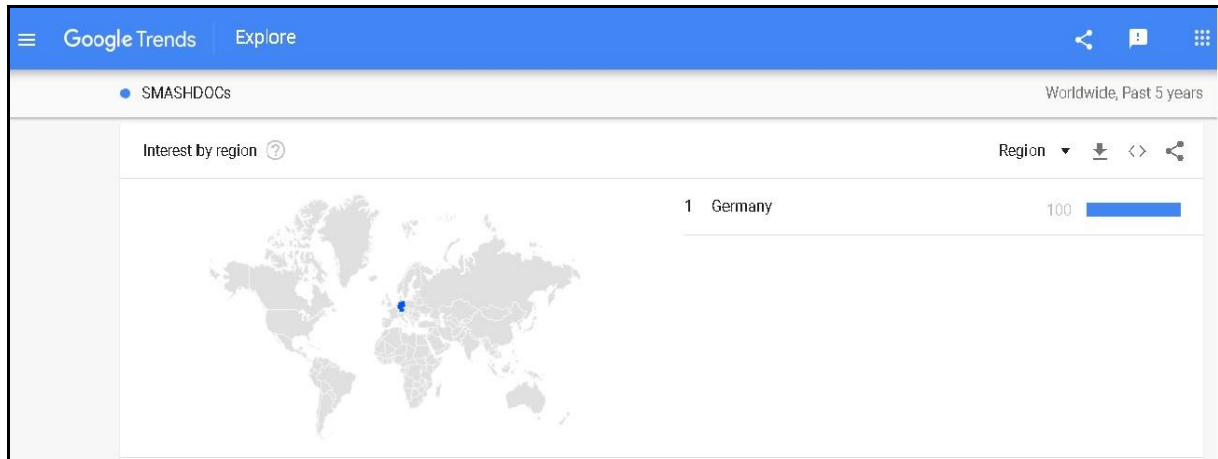 Google Trends Explore
SMASHDOCs Worldwide, Past 5 years
Interest by region ? Region
1 Germany 100